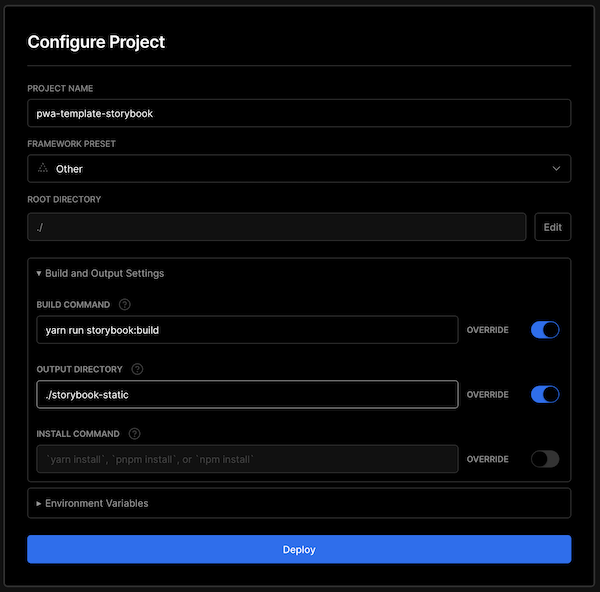 Configure Project
PROJECT NAME
pwa-template-storybook
FRAMEWORK PRESET
Other
ROOT DIRECTORY
./
Edit
Build and Output Settings
BUILD COMMAND ?
yarn run storybook:build
OVERRIDE
OUTPUT DIRECTORY ?
./storybook-static
OVERRIDE
INSTALL COMMAND ?
`yarn install`, `pnpm install`, or `npm install`
OVERRIDE
Environment Variables
Deploy